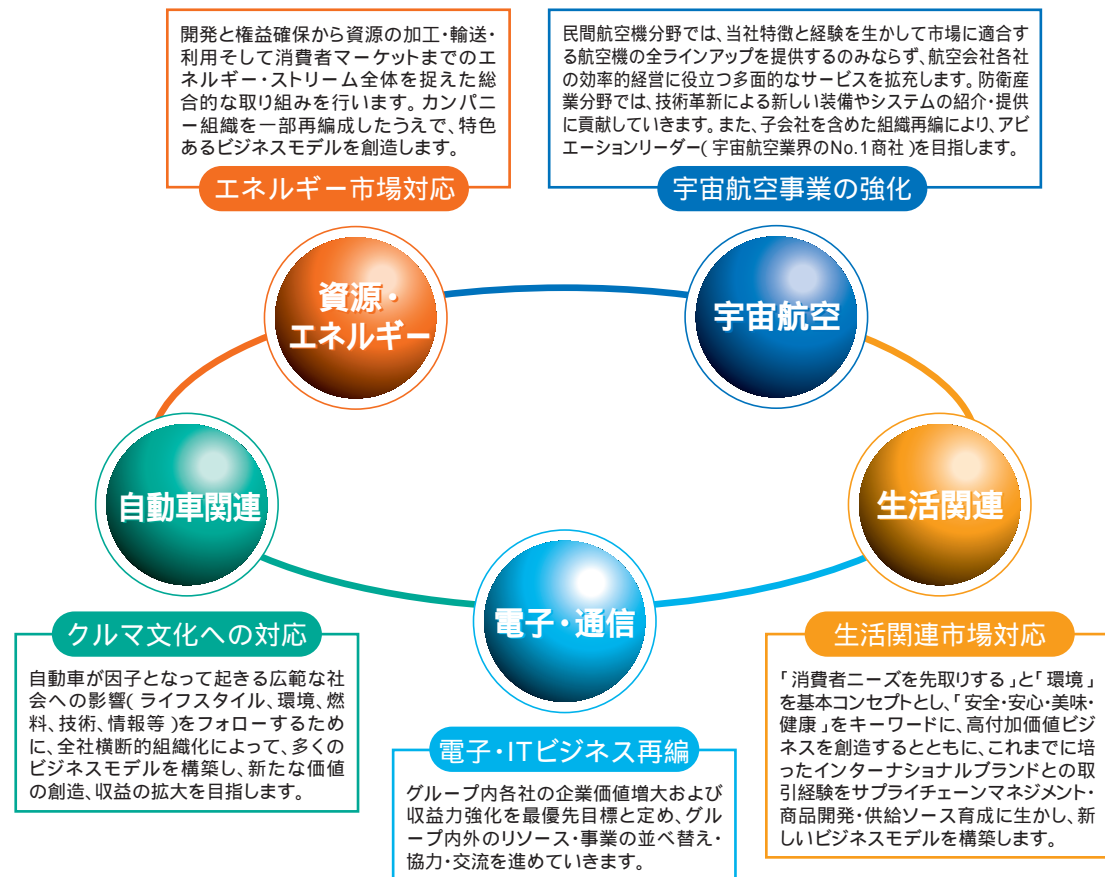 開発と権益確保から資源の加工・輸送・
利用そして消費者マーケットまでのエ
ネルギー・ストリーム全体を捉えた総
合的な取り組みを行います。カンパニ
ー組織を一部再編成したうえで、特色
あるビジネスモデルを創造します。
エネルギー市場対応
民間航空機分野では、当社特徴と経験を生かして市場に適合す
る航空機の全ラインアップを提供するのみならず、航空会社各社
の効率的経営に役立つ多面的なサービスを拡充します。防衛産
業分野では、技術革新による新しい装備やシステムの紹介・提供
に貢献していきます。また、子会社を含めた組織再編により、アビ
エーションリーダー(宇宙航空業界のNo.1商社)を目指します。
宇宙航空事業の強化
資源・
エネルギー
宇宙航空
自動車関連
生活関連
電子・通信
クルマ文化への対応
自動車が因子となって起きる広範な社
会への影響(ライフスタイル、環境、燃
料、技術、情報等)をフォローするため
に、全社横断的組織化によって、多くの
ビジネスモデルを構築し、新たな価値
の創造、収益の拡大を目指します。
電子・ITビジネス再編
グループ内各社の企業価値増大および
収益力強化を最優先目標と定め、グル
ープ内外のリソース・事業の並べ替え・
協力・交流を進めていきます。
生活関連市場対応
「消費者ニーズを先取りする」と「環境」
を基本コンセプトとし、「安全・安心・美味・
健康」をキーワードに、高付加価値ビジ
ネスを創造するとともに、これまでに培
ったインターナショナルブランドとの取
引経験をサプライチェーンマネジメント・
商品開発・供給ソース育成に生かし、新
しいビジネスモデルを構築します。